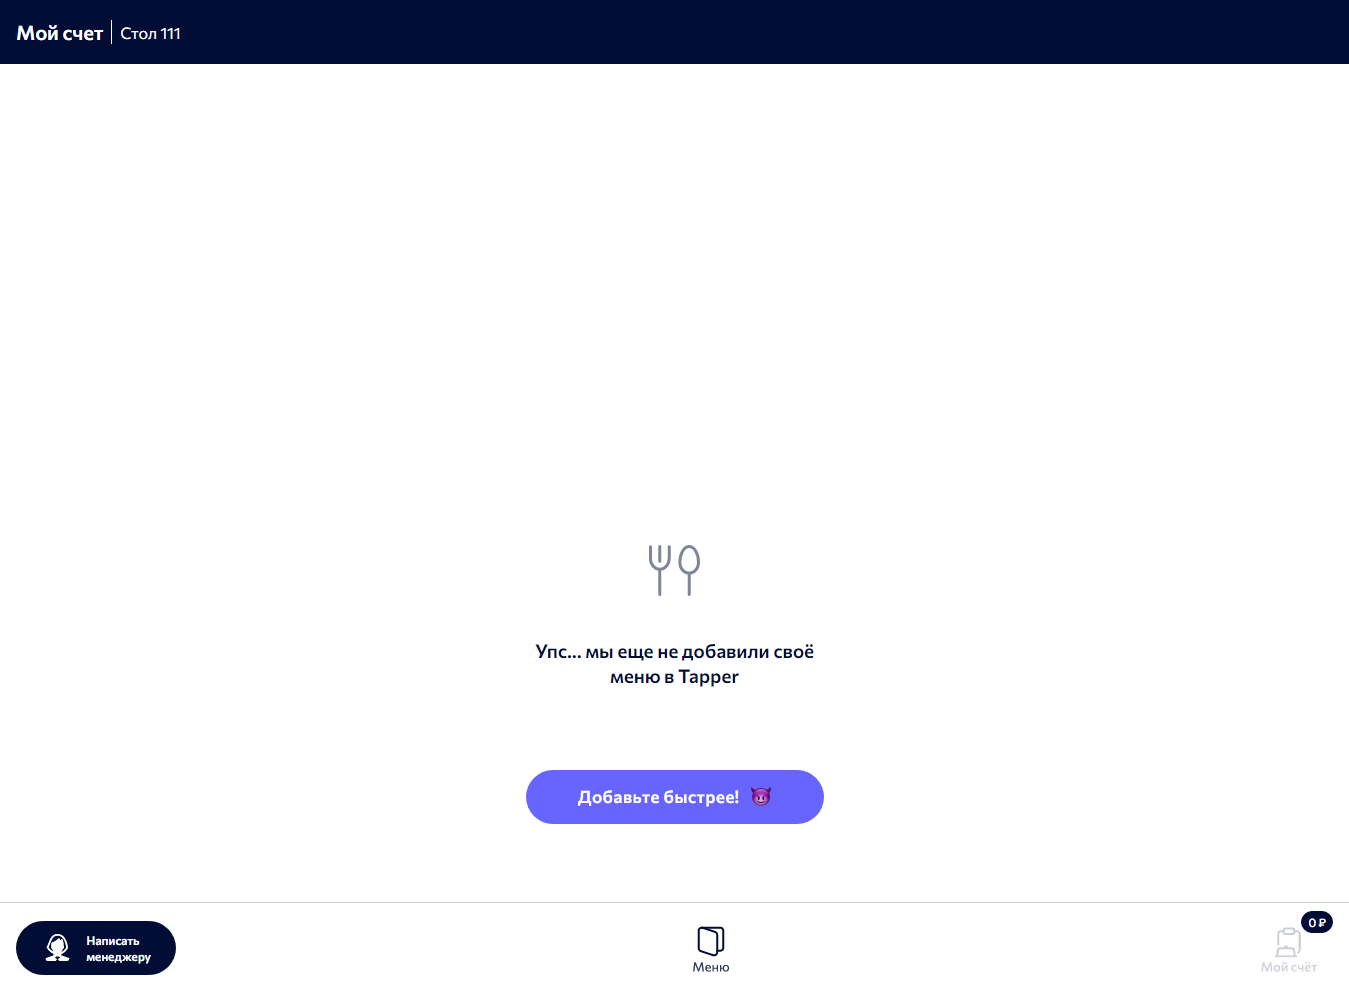 Мой счет
Стол 111
Упс... мы еще не добавили своё
меню в Tapper
Добавьте быстрее! 😈
Написать
менеджеру
Меню
0 ₽
Мой счёт